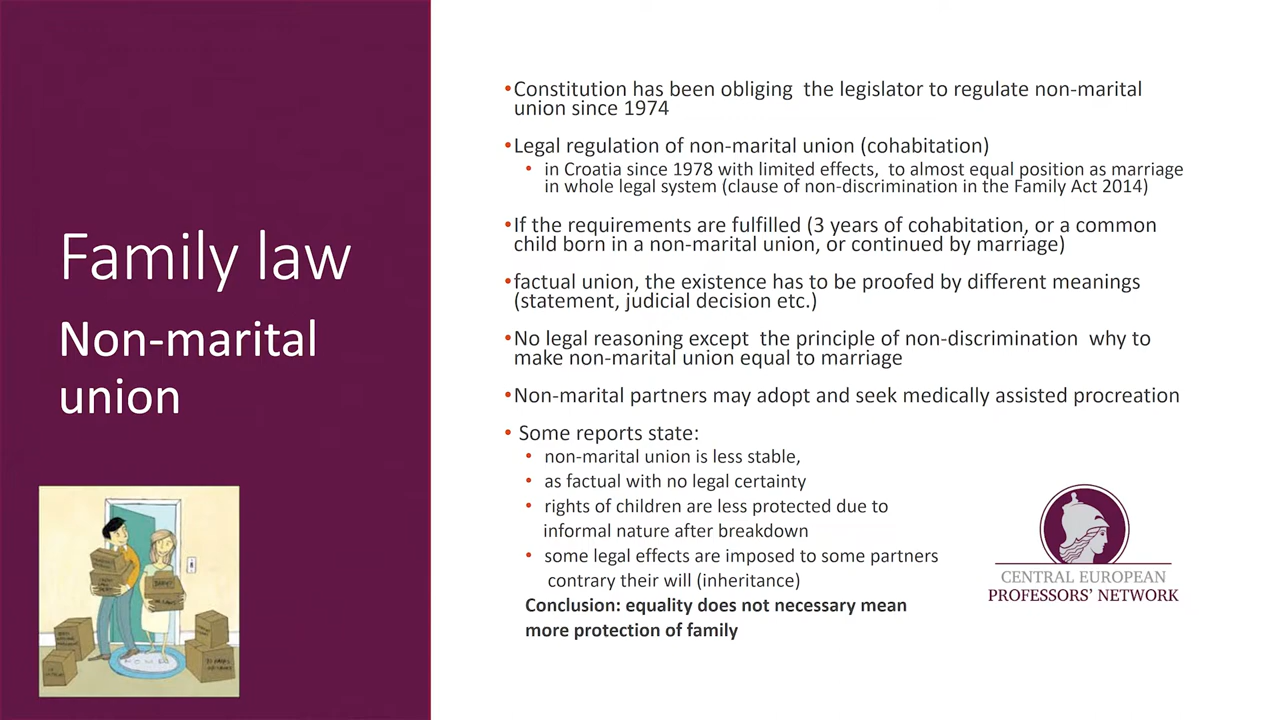 Family law
Non-marital
union
•Constitution has been obliging the legislator to regulate non-marital
union since 1974
•Legal regulation of non-marital union (cohabitation)
• in Croatia since 1978 with limited effects, to almost equal position as marriage
in whole legal system (clause of non-discrimination in the Family Act 2014)
•If the requirements are fulfilled (3 years of cohabitation, or a common
child born in a non-marital union, or continued by marriage)
•factual union, the existence has to be proofed by different meanings
(statement, judicial decision etc.)
•No legal reasoning except the principle of non-discrimination why to
make non-marital union equal to marriage
•Non-marital partners may adopt and seek medically assisted procreation
• Some reports state:
• non-marital union is less stable,
• as factual with no legal certainty
• rights of children are less protected due to
informal nature after breakdown
• some legal effects are imposed to some partners
contrary their will (inheritance)
Conclusion: equality does not necessary mean
more protection of family
CENTRAL EUROPEAN
PROFESSORS' NETWORK